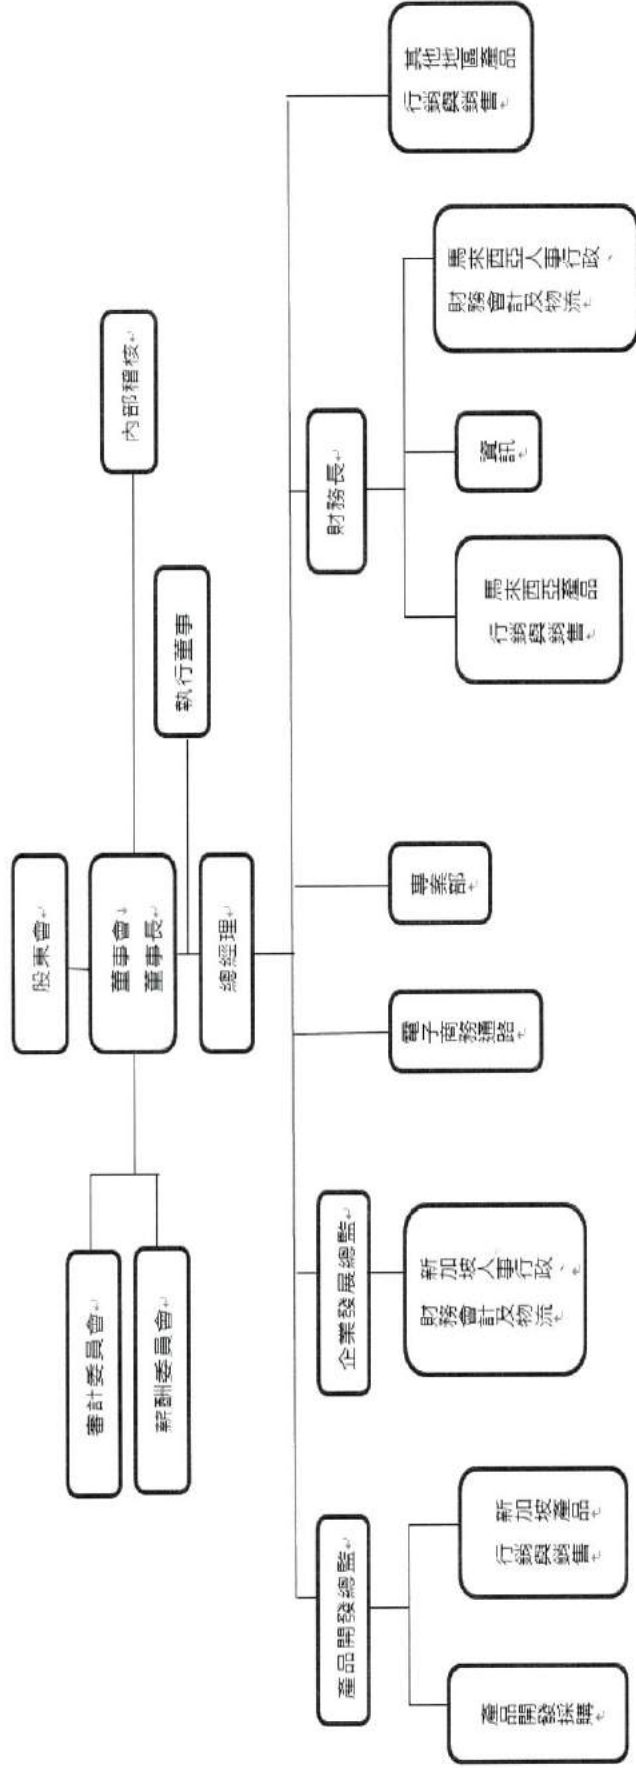 股東會
董事會
董事長
內部稽核
審計委員會
薪酬委員會
執行董事
總經理
產品開發總監
企業發展總監
電子商務通路
專案部
財務長
其他地區產品
行銷與銷售
產品開發採購
新加坡產品
行銷與銷售
新加坡人事行政、
財務會計及物流
馬來西亞產品
行銷與銷售
資訊
馬來西亞人事行政、
財務會計及物流